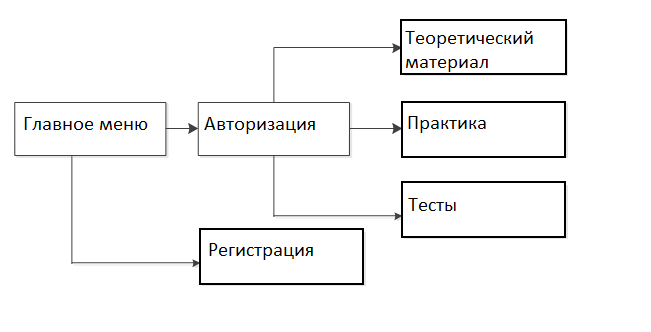 Теоретический
материал
Главное меню
Авторизация
Практика
Тесты
Регистрация